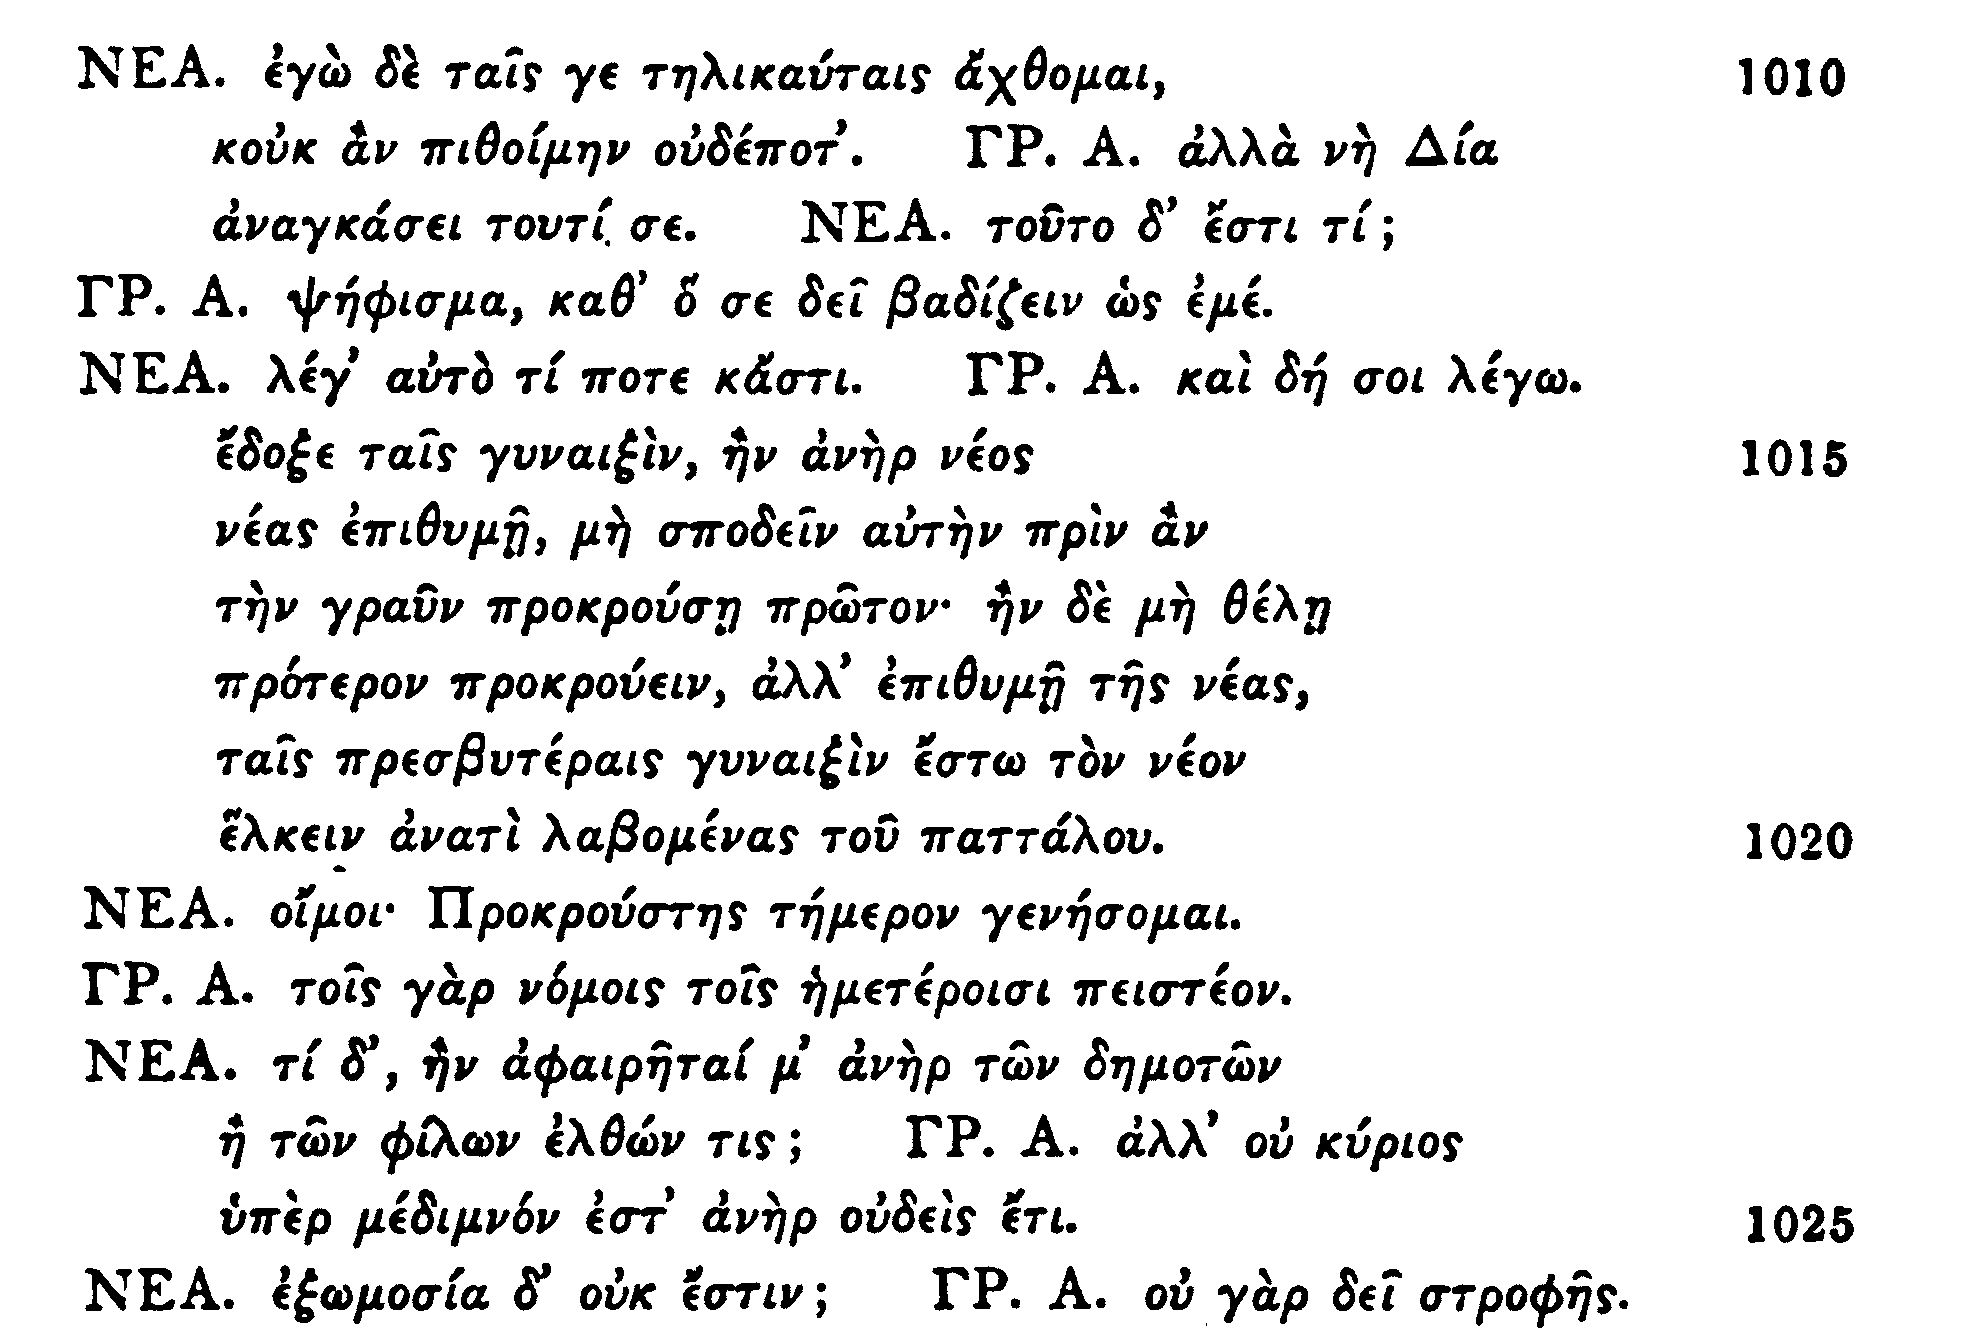 ΝΕΑ. ἐγὼ δὲ ταῖς γε τηλικαύταις ἄχθομαι, 1010
κοὐκ ἂν πιθοίμην οὐδέποτ’. ΓΡ. Α. ἀλλὰ νὴ Δία
ἀναγκάσει τουτί σε. ΝΕΑ. τοῦτο δ’ ἔστι τί;
ΓΡ. Α. ψήφισμα, καθ’ ὅ σε δεῖ βαδίζειν ὡς ἐμέ.
ΝΕΑ. λέγ’ αὐτὸ τί ποτε κἄστι. ΓΡ. Α. καὶ δή σοι λέγω.
ἔδοξε ταῖς γυναιξὶν, ἢν ἀνὴρ νέος 1015
νέας ἐπιθυμῇ, μὴ σποδεῖν αὐτὴν πρὶν ἂν
τὴν γραῦν προκρούσῃ πρῶτον· ἢν δὲ μὴ θέλῃ
πρότερον προκρούειν, ἀλλ’ ἐπιθυμῇ τῆς νέας,
ταῖς πρεσβυτέραις γυναιξὶν ἔστω τὸν νέον
ἕλκειν ἀνατὶ λαβομένας τοῦ παττάλου. 1020
ΝΕΑ. οἴμοι· Προκρούστης τήμερον γενήσομαι.
ΓΡ. Α. τοῖς γὰρ νόμοις τοῖς ἡμετέροισι πειστέον.
ΝΕΑ. τί δ’, ἢν ἀφαιρῆταί μ’ ἀνὴρ τῶν δημοτῶν
ἢ τῶν φίλων ἐλθών τις; ΓΡ. Α. ἀλλ’ οὐ κύριος
ὑπὲρ μέδιμνόν ἐστ’ ἀνὴρ οὐδεὶς ἔτι. 1025
ΝΕΑ. ἐξωμοσία δ’ οὐκ ἔστιν; ΓΡ. Α. οὐ γὰρ δεῖ στροφῆς.